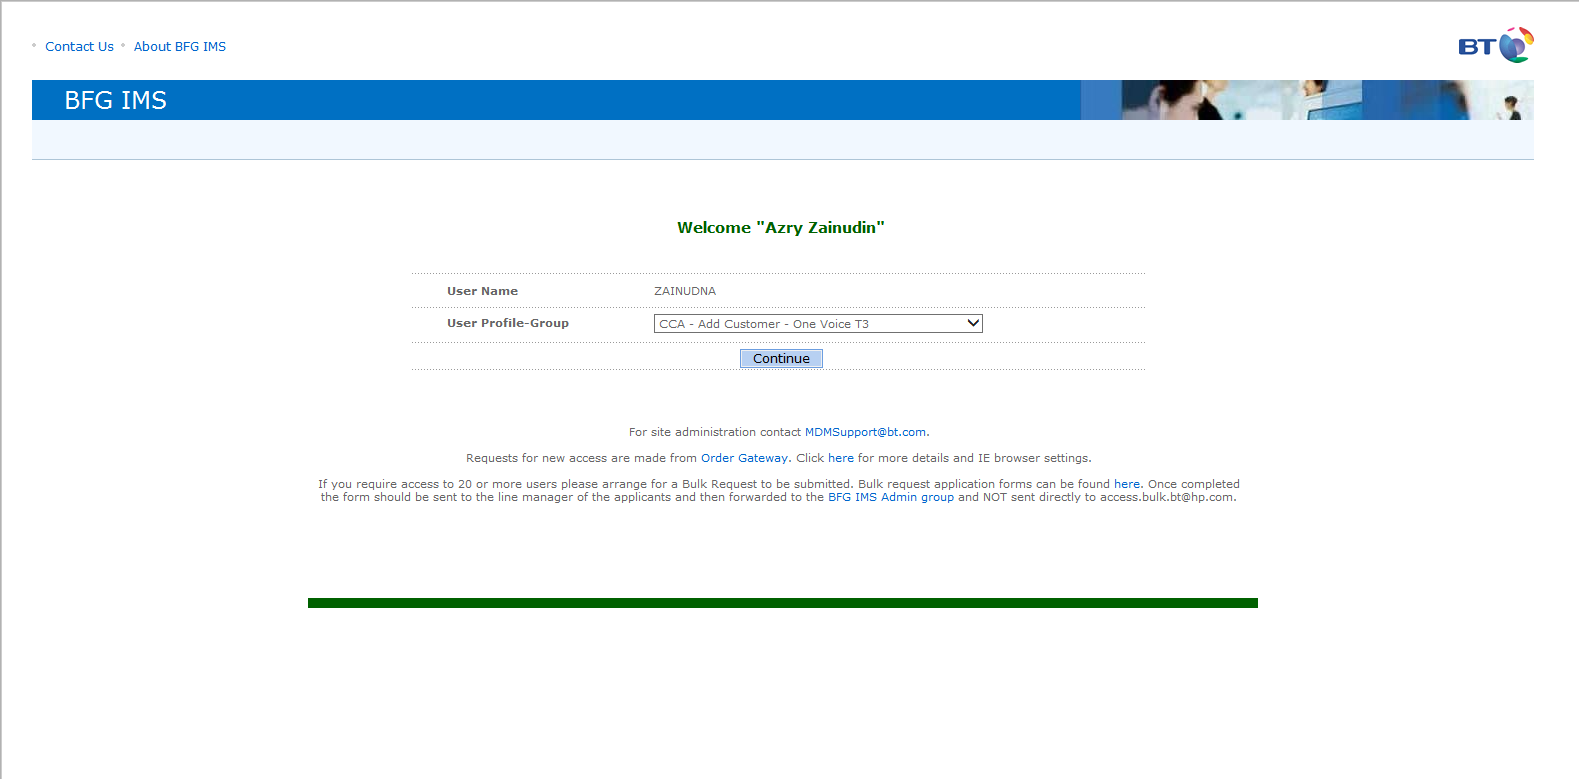 Contact Us About BFG IMS
BT
BFG IMS
Welcome "Azry Zainudin"
User Name ZAINUDNA
User Profile-Group CCA - Add Customer - One Voice T3
Continue
For site administration contact MDMSupport@bt.com.
Requests for new access are made from Order Gateway. Click here for more details and IE browser settings.
If you require access to 20 or more users please arrange for a Bulk Request to be submitted. Bulk request application forms can be found here. Once completed
the form should be sent to the line manager of the applicants and then forwarded to the BFG IMS Admin group and NOT sent directly to access.bulk.bt@hp.com.